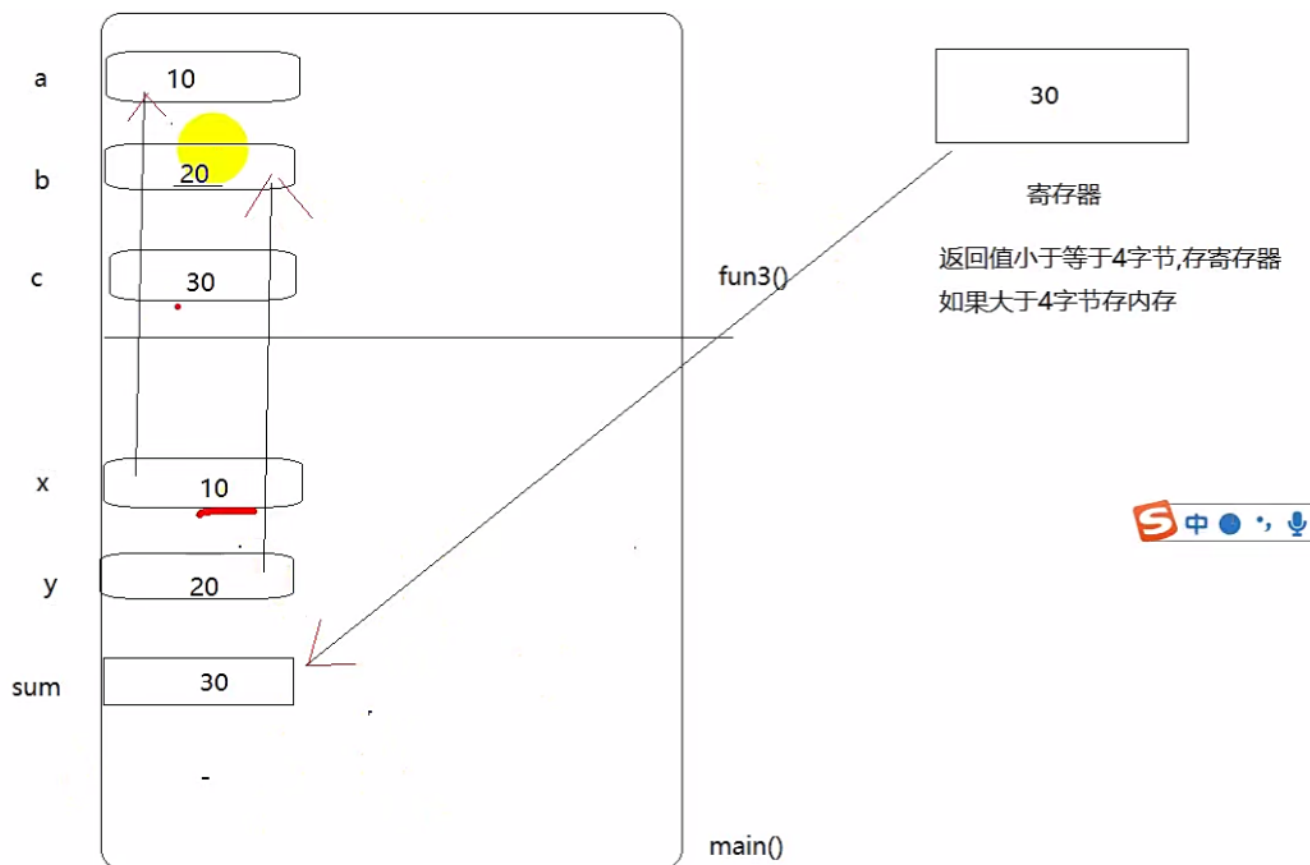 a
10
30
b
20
寄存器
c
30
fun3()
返回值小于等于4字节,存寄存器
如果大于4字节存内存
x
10
中
y
20
sum
30
-
main()